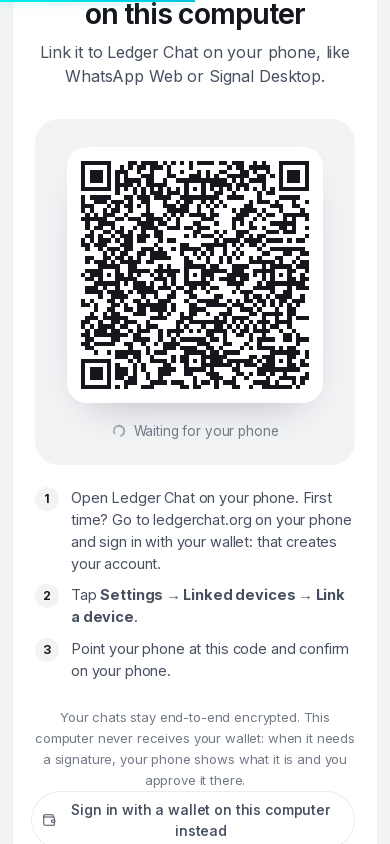 on this computer
Link it to Ledger Chat on your phone, like
WhatsApp Web or Signal Desktop.
Waiting for your phone
1 Open Ledger Chat on your phone. First
time? Go to ledgerchat.org on your phone
and sign in with your wallet: that creates
your account.
2 Tap Settings → Linked devices → Link
a device.
3 Point your phone at this code and confirm
on your phone.
Your chats stay end-to-end encrypted. This
computer never receives your wallet: when it needs
a signature, your phone shows what it is and you
approve it there.
Sign in with a wallet on this computer
instead